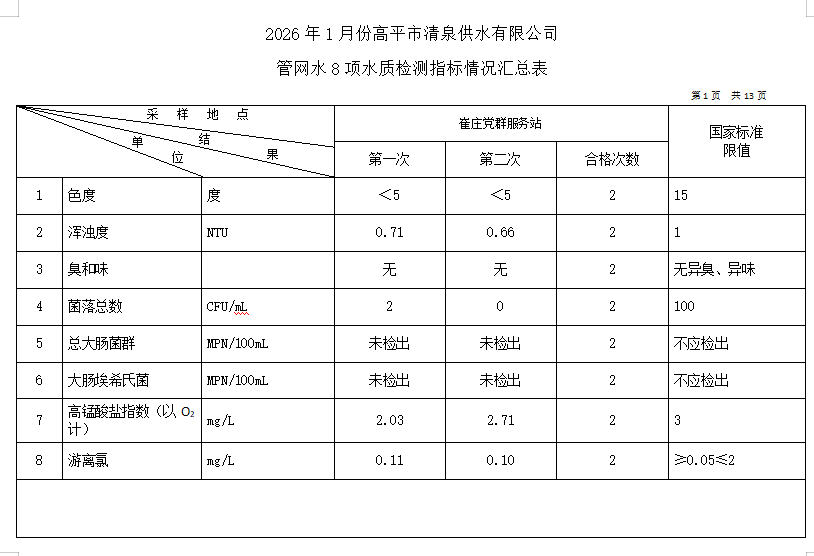 2026 年 1 月份高平市清泉供水有限公司
管网水 8 项水质检测指标情况汇总表
第 1 页 共 13 页
采 样 地 点
结 果
单 位
崔庄党群服务站
国家标准
限值
第一次 第二次 合格次数
1 色度 度 ＜5 ＜5 2 15
2 浑浊度 NTU 0.71 0.66 2 1
3 臭和味 无 无 2 无异臭、异味
4 菌落总数 CFU/mL 2 0 2 100
5 总大肠菌群 MPN/100mL 未检出 未检出 2 不应检出
6 大肠埃希氏菌 MPN/100mL 未检出 未检出 2 不应检出
7 高锰酸盐指数（以 O₂
计） mg/L 2.03 2.71 2 3
8 游离氯 mg/L 0.11 0.10 2 ≥0.05≤2